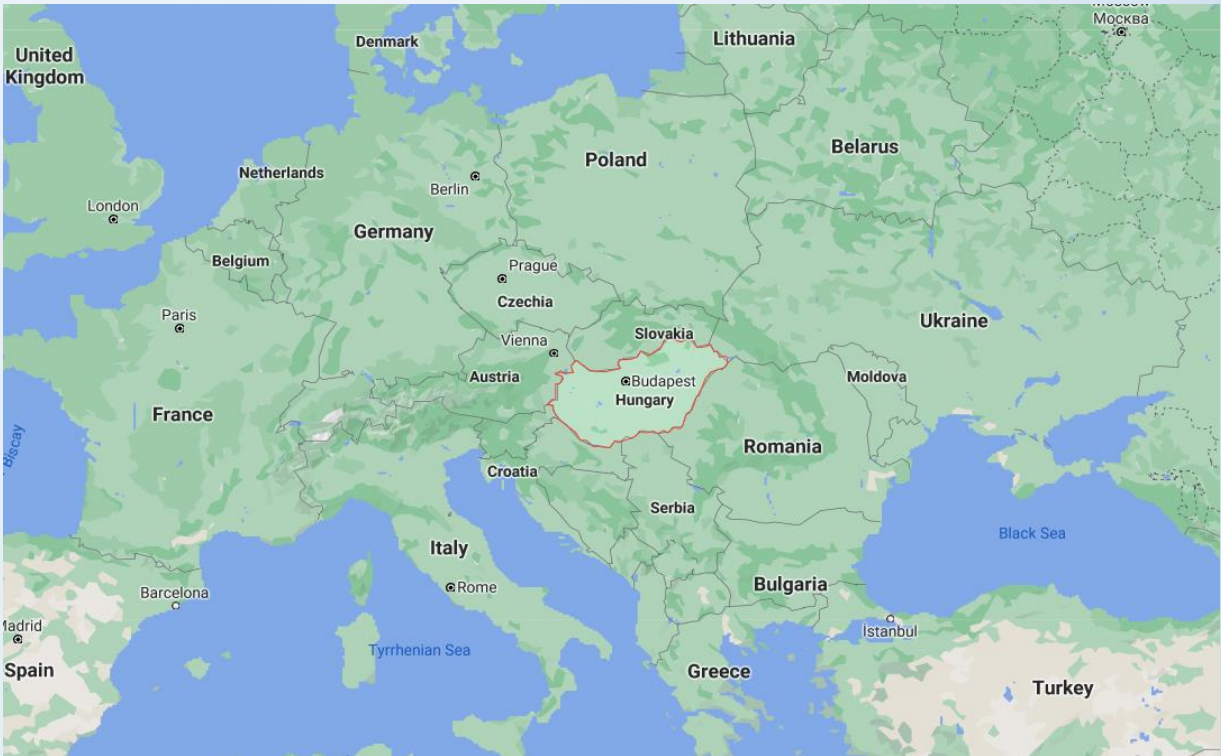 Moscow
Москва
Denmark
Lithuania
United
Kingdom
Belarus
Poland
Netherlands
Berlin
London
Germany
Belgium
Prague
Czechia
Paris
Ukraine
Slovakia
Vienna
Austria
Budapest
Hungary
Moldova
France
Romania
Biscay
Croatia
Serbia
Black Sea
Italy
Bulgaria
Rome
Barcelona
Madrid
İstanbul
Tyrrhenian Sea
Spain
Greece
Turkey